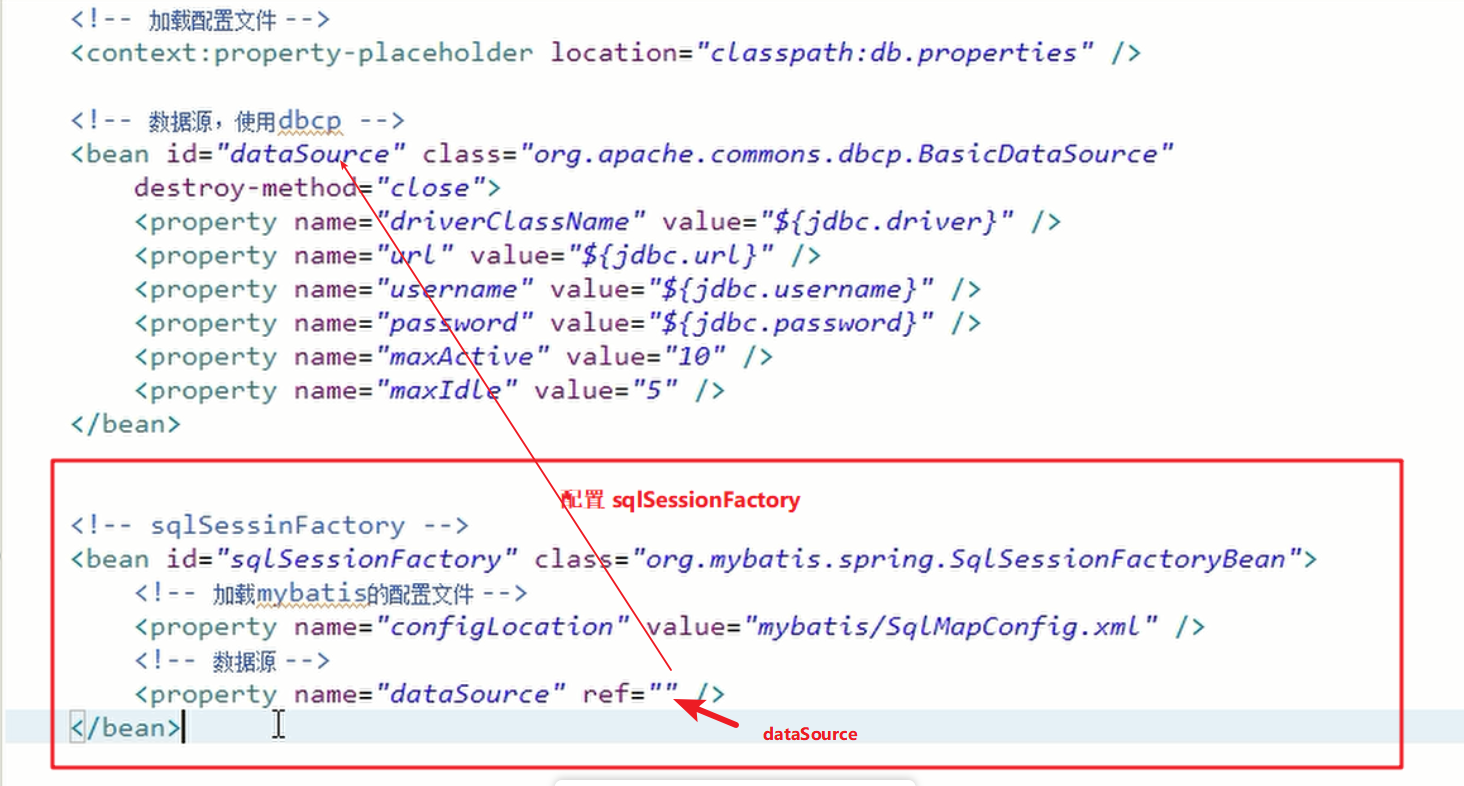 <!-- 加载配置文件 -->
<context:property-placeholder location="classpath:db.properties" />
<!-- 数据源，使用dbcp -->
<bean id="dataSource" class="org.apache.commons.dbcp.BasicDataSource"
destroy-method="close">
<property name="driverClassName" value="${jdbc.driver}" />
<property name="url" value="${jdbc.url}" />
<property name="username" value="${jdbc.username}" />
<property name="password" value="${jdbc.password}" />
<property name="maxActive" value="10" />
<property name="maxIdle" value="5" />
</bean>
配置 sqlSessionFactory
<!-- sqlSessinFactory -->
<bean id="sqlSessionFactory" class="org.mybatis.spring.SqlSessionFactoryBean">
<!-- 加载mybatis的配置文件 -->
<property name="configLocation" value="mybatis/SqlMapConfig.xml" />
<!-- 数据源 -->
<property name="dataSource" ref="" />
</bean>
dataSource